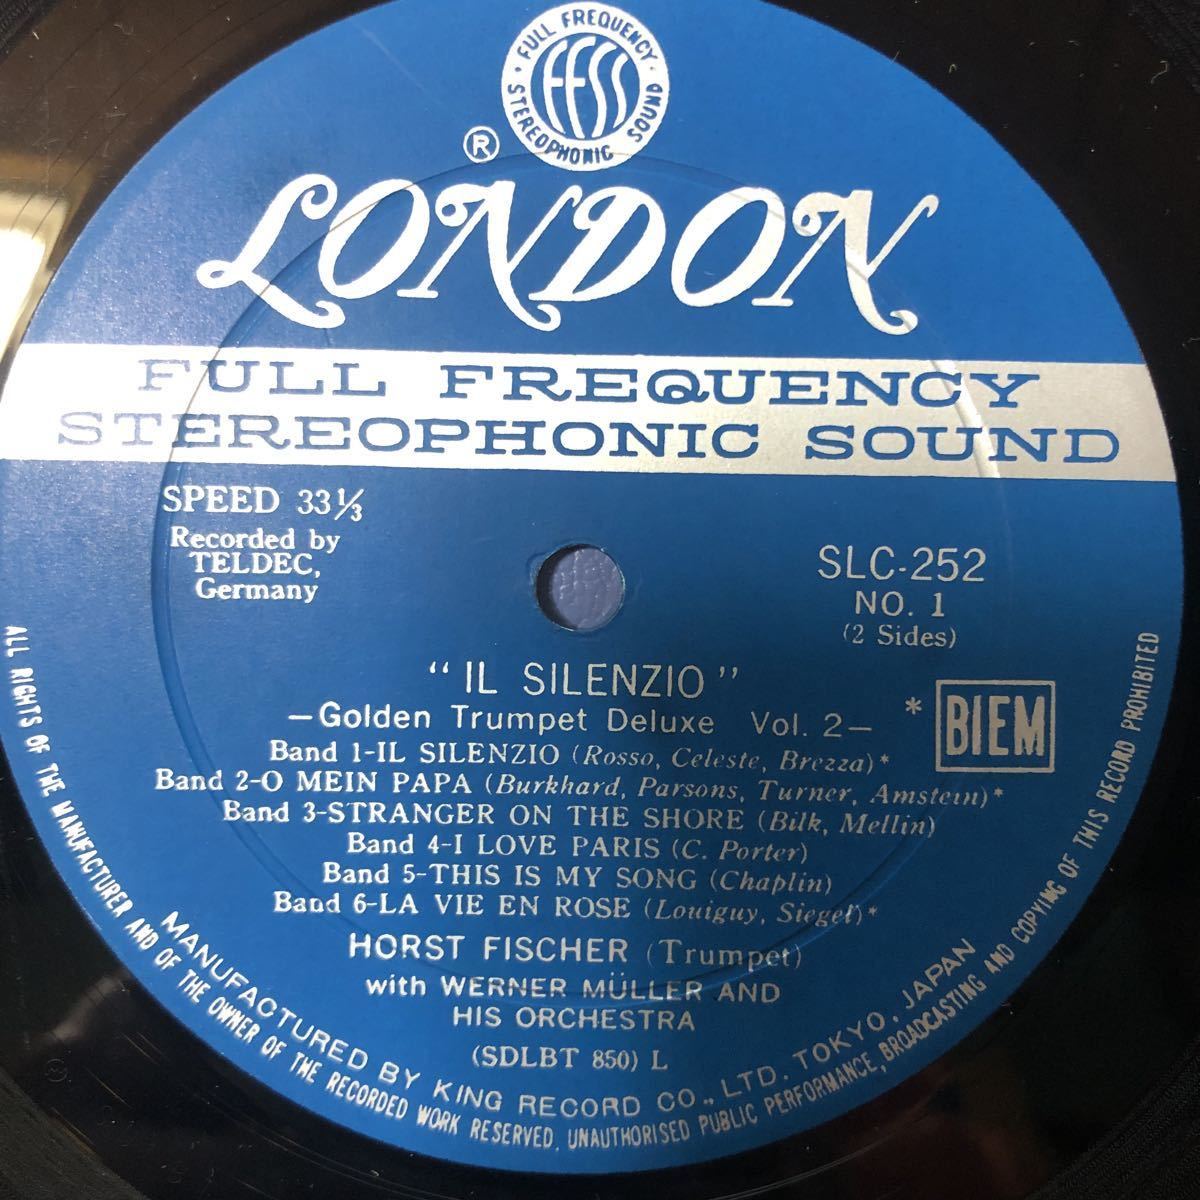 · FULL FREQUENCY ·
STEREOPHONIC SOUND
FFSS
®
LONDON
FULL FREQUENCY
STEREOPHONIC SOUND
SPEED 33⅓
Recorded by
TELDEC,
Germany
SLC-252
NO. 1
(2 Sides)
"IL SILENZIO"
—Golden Trumpet Deluxe Vol. 2—
* BIEM
Band 1-IL SILENZIO (Rosso, Celeste, Brezza)*
Band 2-O MEIN PAPA (Burkhard, Parsons, Turner, Amstein)*
Band 3-STRANGER ON THE SHORE (Bilk, Mellin)
Band 4-I LOVE PARIS (C. Porter)
Band 5-THIS IS MY SONG (Chaplin)
Band 6-LA VIE EN ROSE (Louiguy, Siegel)*
HORST FISCHER (Trumpet)
with WERNER MÜLLER AND
HIS ORCHESTRA
(SDLBT 850) L
MANUFACTURED BY KING RECORD CO., LTD. TOKYO, JAPAN
ALL RIGHTS OF THE MANUFACTURER AND OF THE OWNER OF THE RECORDED WORK RESERVED. UNAUTHORISED PUBLIC PERFORMANCE, BROADCASTING AND COPYING OF THIS RECORD PROHIBITED